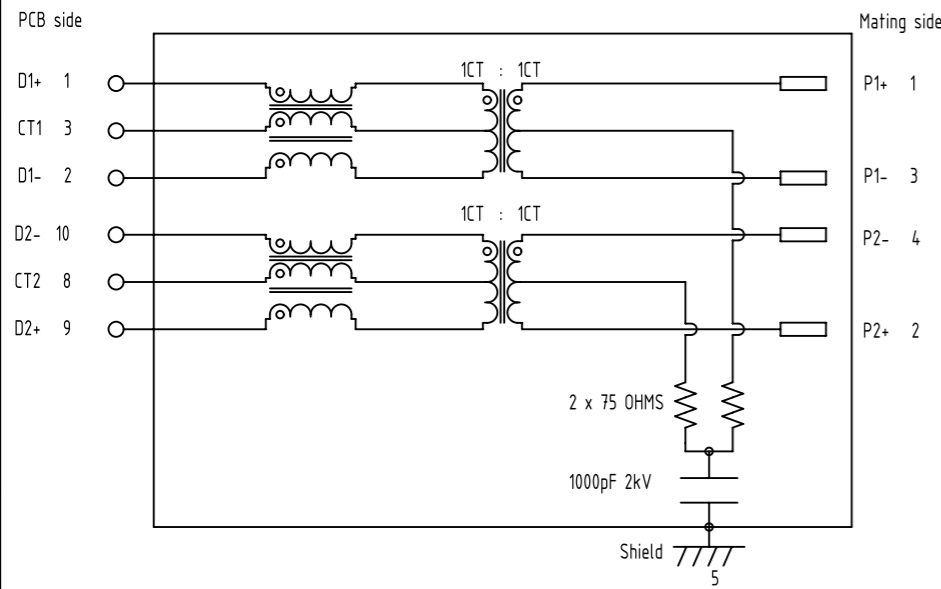 PCB side
Mating side
1CT : 1CT
D1+ 1
P1+ 1
CT1 3
D1- 2
P1- 3
1CT : 1CT
D2- 10
P2- 4
CT2 8
D2+ 9
P2+ 2
2 x 75 OHMS
1000pF 2kV
Shield
5